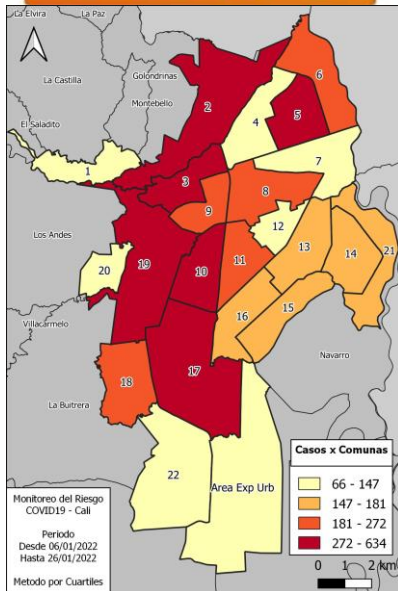 La Elvira
La Paz
La Castilla
Golondrinas
Montebello
El Saladito
Los Andes
Villacarmelo
La Buitrera
Navarro
1
2
3
4
5
6
7
8
9
10
11
12
13
14
15
16
17
18
19
20
21
22
Area Exp Urb
Casos x Comunas
66 - 147
147 - 181
181 - 272
272 - 634
0 1 2 km
Monitoreo del Riesgo
COVID19 - Cali
Periodo
Desde 06/01/2022
Hasta 26/01/2022
Metodo por Cuartiles